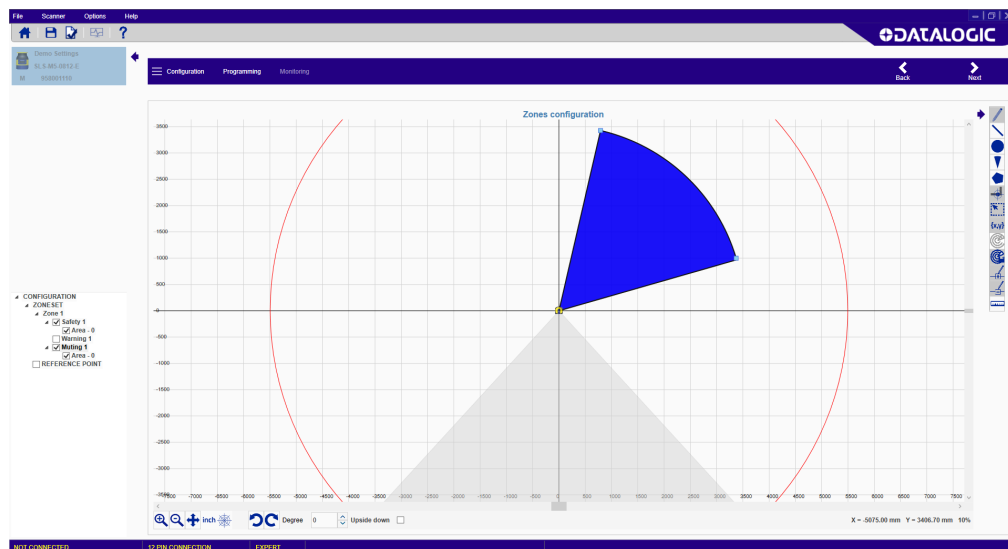 File Scanner Options Help
DATALOGIC
Demo Settings
SLS-M5-0812-E
M 950001110
Configuration Programming Monitoring
Back Next
Zones configuration
3500
3000
2500
2000
1500
1000
500
-0
-500
-1000
-1500
-2000
-2500
-3000
-7000 -6500 -6000 -5500 -5000 -4500 -4000 -3500 -3000 -2500 -2000 -1500 -1000 -500 0 500 1000 1500 2000 2500 3000 3500 4000 4500 5000 5500 6000 6500 7000 7500
CONFIGURATION
ZONESET
Zone 1
Safety 1
Area - 0
Warning 1
Muting 1
Area - 0
REFERENCE POINT
(x,y)
inch Degree 0 Upside down
X = -5075.00 mm Y = 3406.70 mm 10%
NOT CONNECTED 12 PIN CONNECTION EXPERT